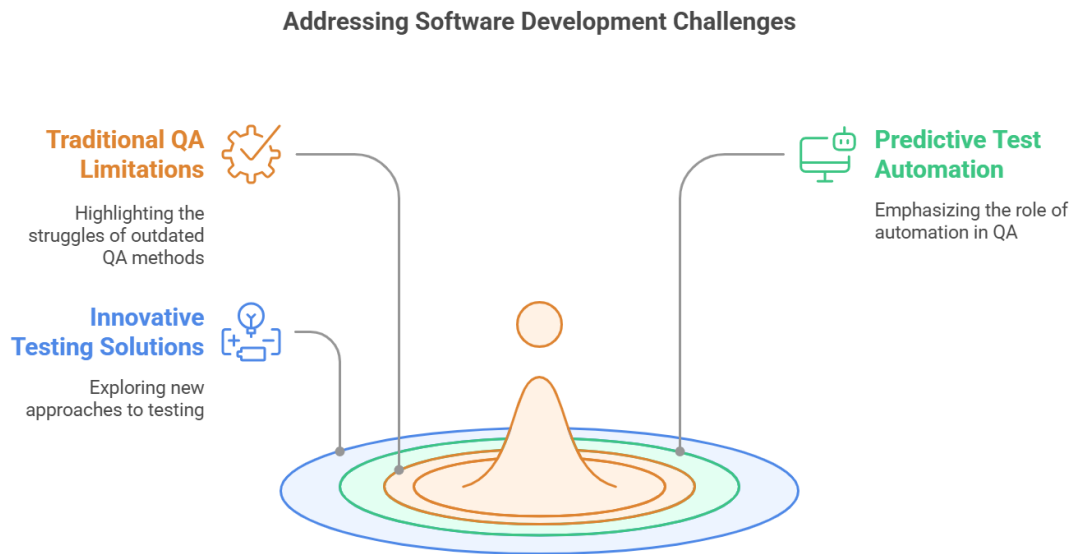 Addressing Software Development Challenges
Traditional QA
Limitations
Highlighting the
struggles of outdated
QA methods
Innovative
Testing Solutions
Exploring new
approaches to testing
Predictive Test
Automation
Emphasizing the role of
automation in QA